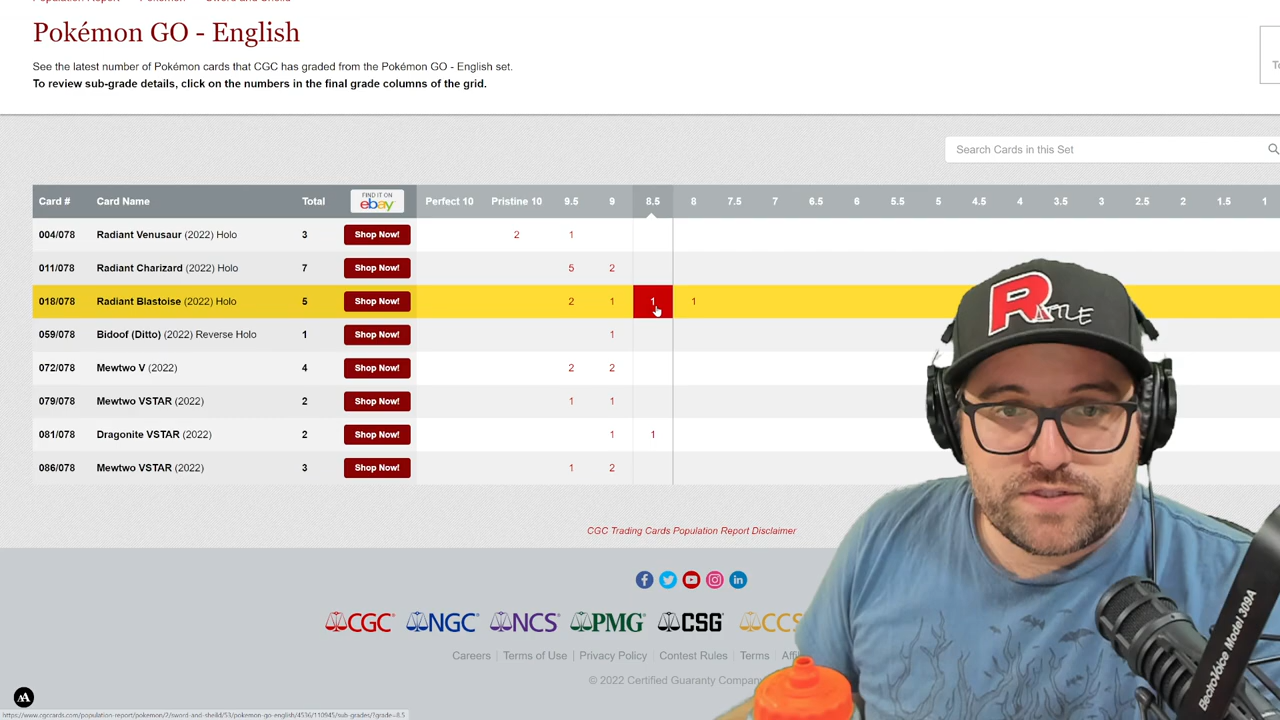 Pokémon GO - English
See the latest number of Pokémon cards that CGC has graded from the Pokémon GO - English set.
To review sub-grade details, click on the numbers in the final grade columns of the grid.
Search Cards in this Set
Card # Card Name Total FIND IT ON ebay Perfect 10 Pristine 10 9.5 9 8.5 8 7.5 7 6.5 6 5.5 5 4.5 4 3.5 3 2.5 2 1.5 1
004/078 Radiant Venusaur (2022) Holo 3 Shop Now! 2 1
011/078 Radiant Charizard (2022) Holo 7 Shop Now! 5 2
018/078 Radiant Blastoise (2022) Holo 5 Shop Now! 2 1 1 1
059/078 Bidoof (Ditto) (2022) Reverse Holo 1 Shop Now! 1
072/078 Mewtwo V (2022) 4 Shop Now! 2 2
079/078 Mewtwo VSTAR (2022) 2 Shop Now! 1 1
081/078 Dragonite VSTAR (2022) 2 Shop Now! 1 1
086/078 Mewtwo VSTAR (2022) 3 Shop Now! 1 2
RATTLE
CGC Trading Cards Population Report Disclaimer
CGC NGC NCS PMG CSG CCS
Careers | Terms of Use | Privacy Policy | Contest Rules | Terms
© 2022 Certified Guaranty Company
ElectroVoice Model 309A